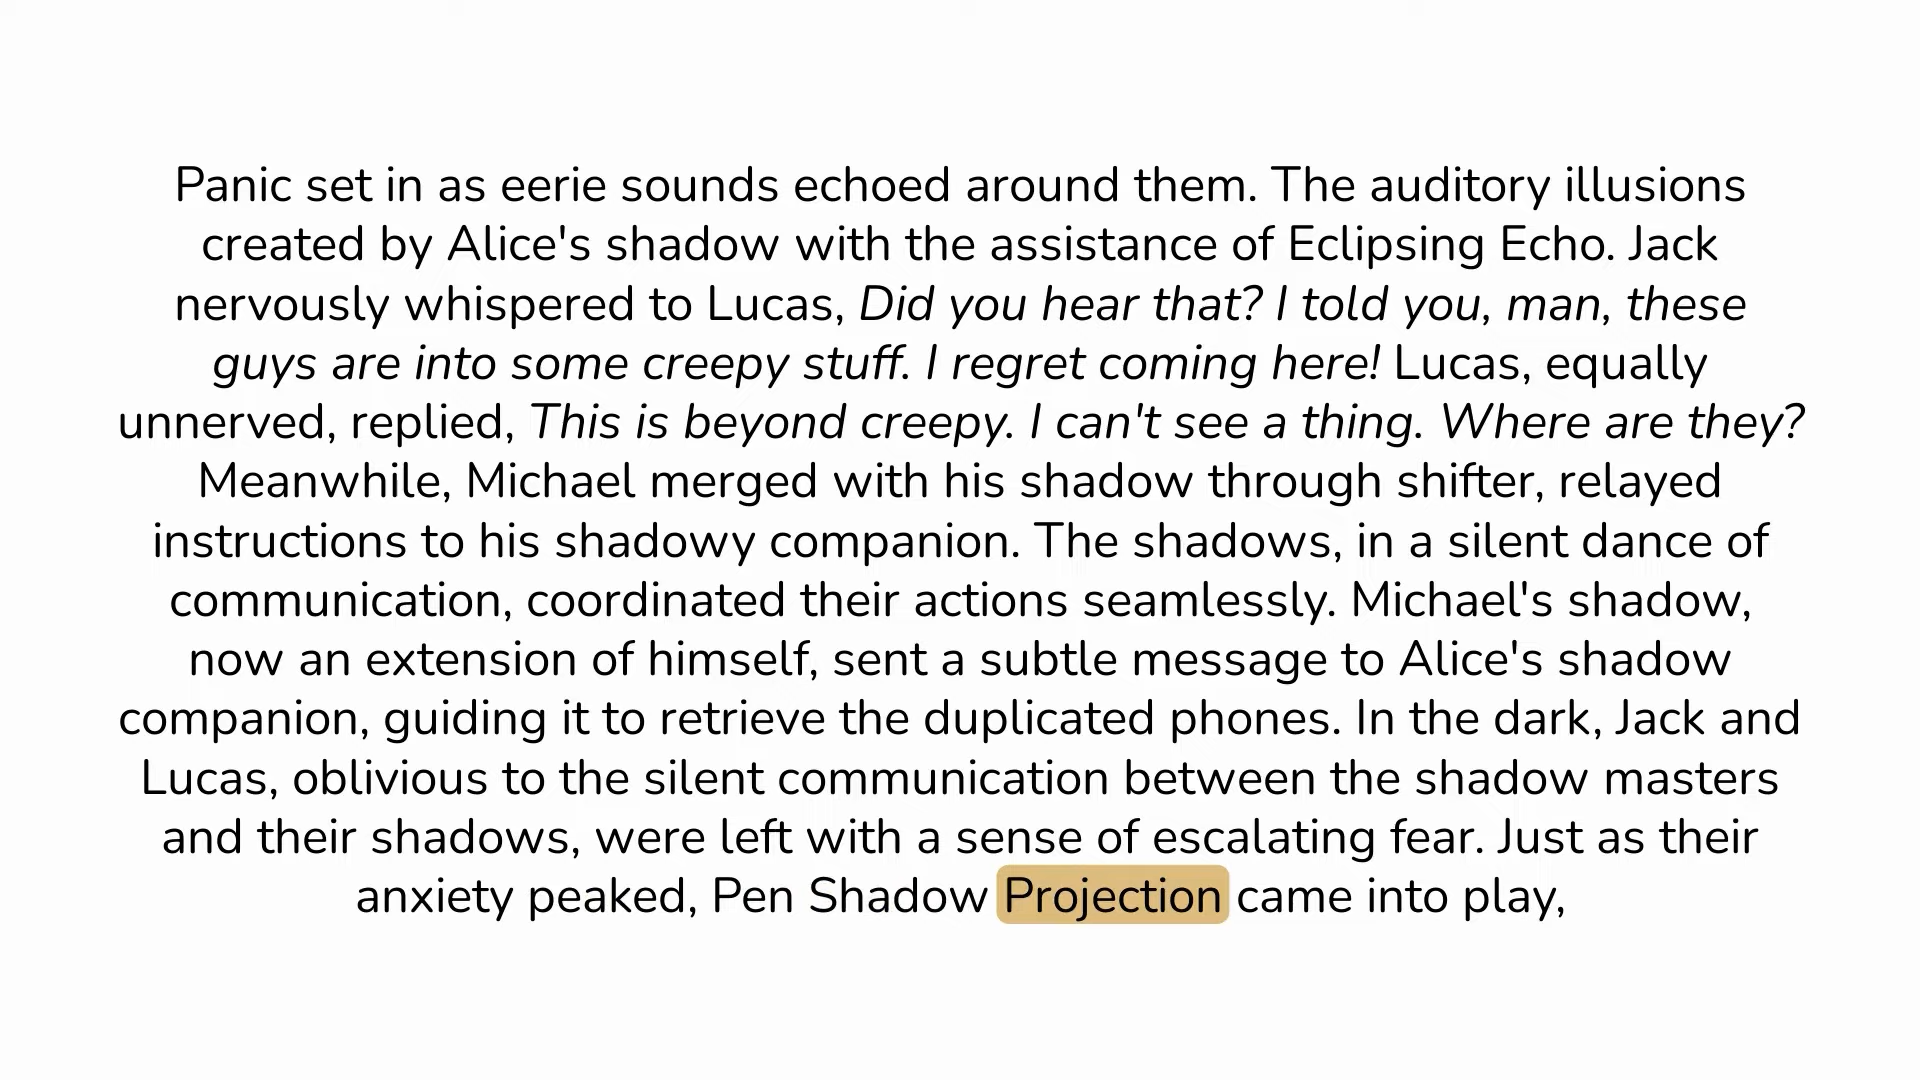 Panic set in as eerie sounds echoed around them. The auditory illusions
created by Alice's shadow with the assistance of Eclipsing Echo. Jack
nervously whispered to Lucas, Did you hear that? I told you, man, these
guys are into some creepy stuff. I regret coming here! Lucas, equally
unnerved, replied, This is beyond creepy. I can't see a thing. Where are they?
Meanwhile, Michael merged with his shadow through shifter, relayed
instructions to his shadowy companion. The shadows, in a silent dance of
communication, coordinated their actions seamlessly. Michael's shadow,
now an extension of himself, sent a subtle message to Alice's shadow
companion, guiding it to retrieve the duplicated phones. In the dark, Jack and
Lucas, oblivious to the silent communication between the shadow masters
and their shadows, were left with a sense of escalating fear. Just as their
anxiety peaked, Pen Shadow Projection came into play,